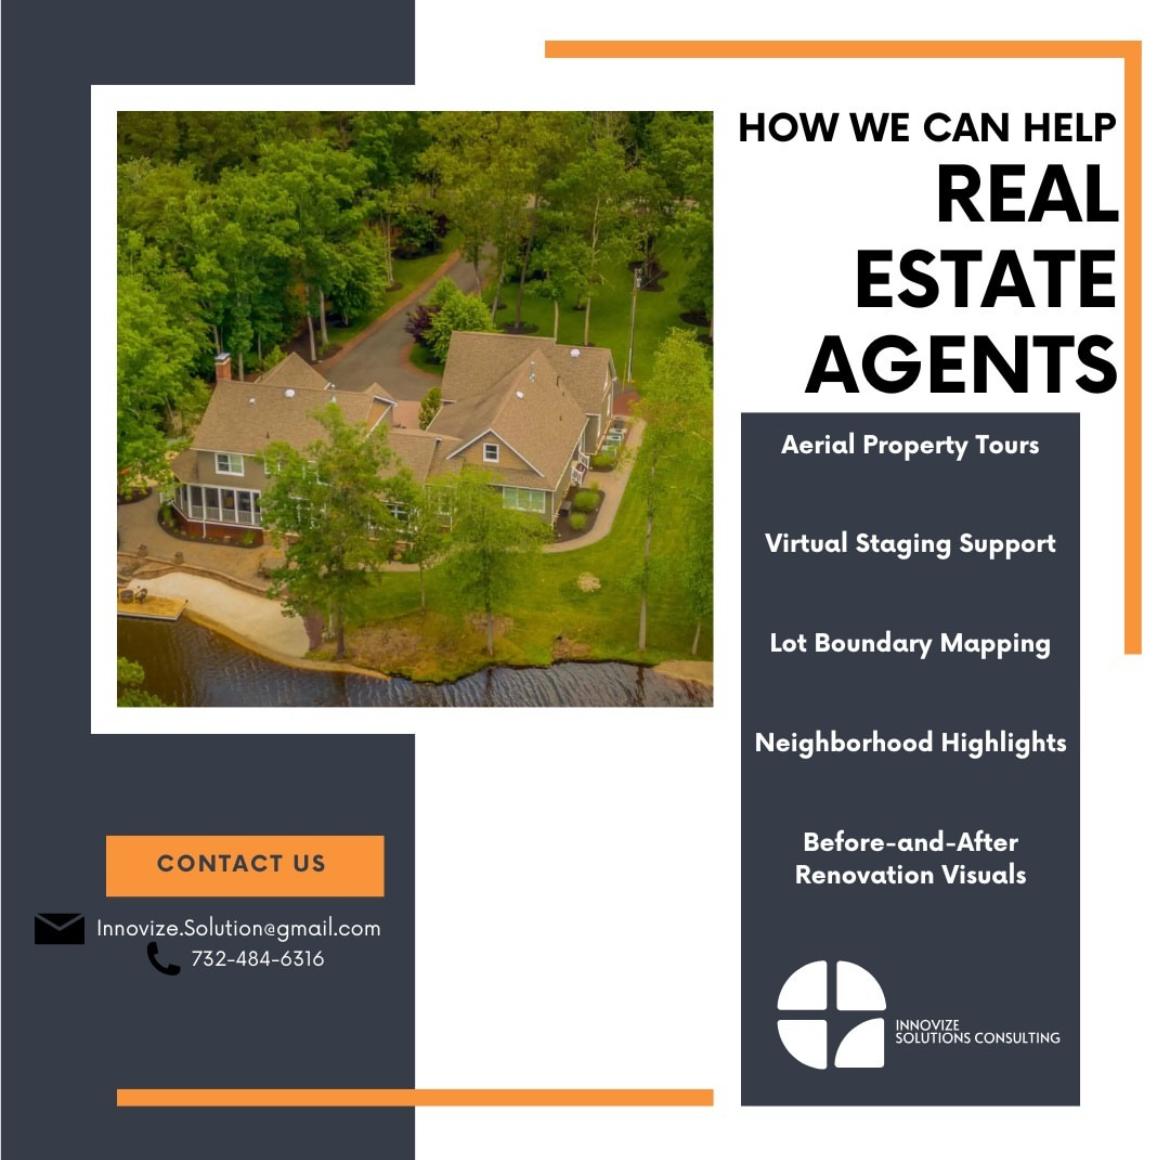 HOW WE CAN HELP
REAL
ESTATE
AGENTS
Aerial Property Tours
Virtual Staging Support
Lot Boundary Mapping
Neighborhood Highlights
Before-and-After
Renovation Visuals
CONTACT US
Innovize.Solution@gmail.com
732-484-6316
INNOVIZE
SOLUTIONS CONSULTING